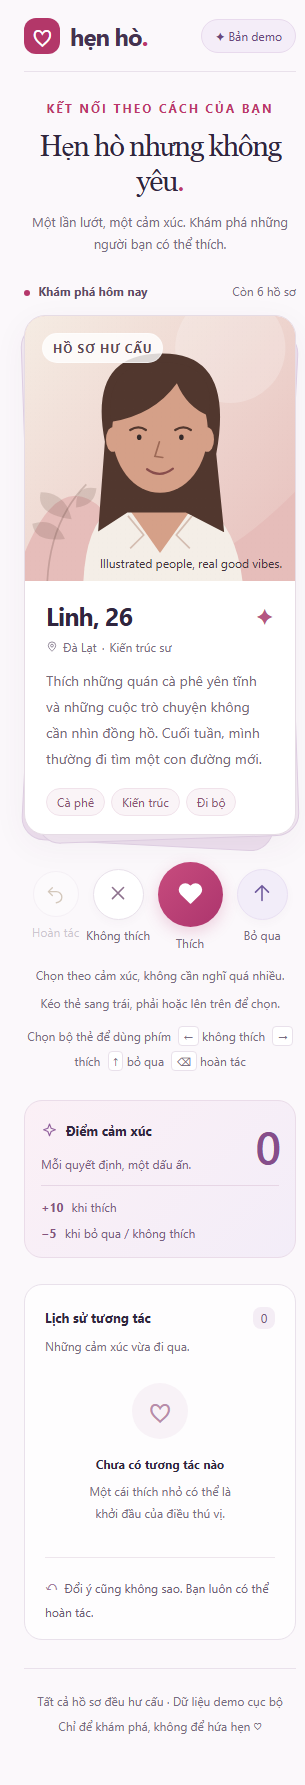 hẹn hò.
✦ Bản demo
KẾT NỐI THEO CÁCH CỦA BẠN
Hẹn hò nhưng không
yêu.
Một lần lướt, một cảm xúc. Khám phá những
người bạn có thể thích.
Khám phá hôm nay
Còn 6 hồ sơ
HỒ SƠ HƯ CẤU
Illustrated people, real good vibes.
Linh, 26
Đà Lạt · Kiến trúc sư
Thích những quán cà phê yên tĩnh
và những cuộc trò chuyện không
cần nhìn đồng hồ. Cuối tuần, mình
thường đi tìm một con đường mới.
Cà phê
Kiến trúc
Đi bộ
Hoàn tác
Không thích
Thích
Bỏ qua
Chọn theo cảm xúc, không cần nghĩ quá nhiều.
Kéo thẻ sang trái, phải hoặc lên trên để chọn.
Chọn bộ thẻ để dùng phím ← không thích →
thích ↑ bỏ qua ⌫ hoàn tác
Điểm cảm xúc
Mỗi quyết định, một dấu ấn.
0
+10 khi thích
−5 khi bỏ qua / không thích
Lịch sử tương tác
0
Những cảm xúc vừa đi qua.
Chưa có tương tác nào
Một cái thích nhỏ có thể là
khởi đầu của điều thú vị.
Đổi ý cũng không sao. Bạn luôn có thể
hoàn tác.
Tất cả hồ sơ đều hư cấu · Dữ liệu demo cục bộ
Chỉ để khám phá, không để hứa hẹn ♡